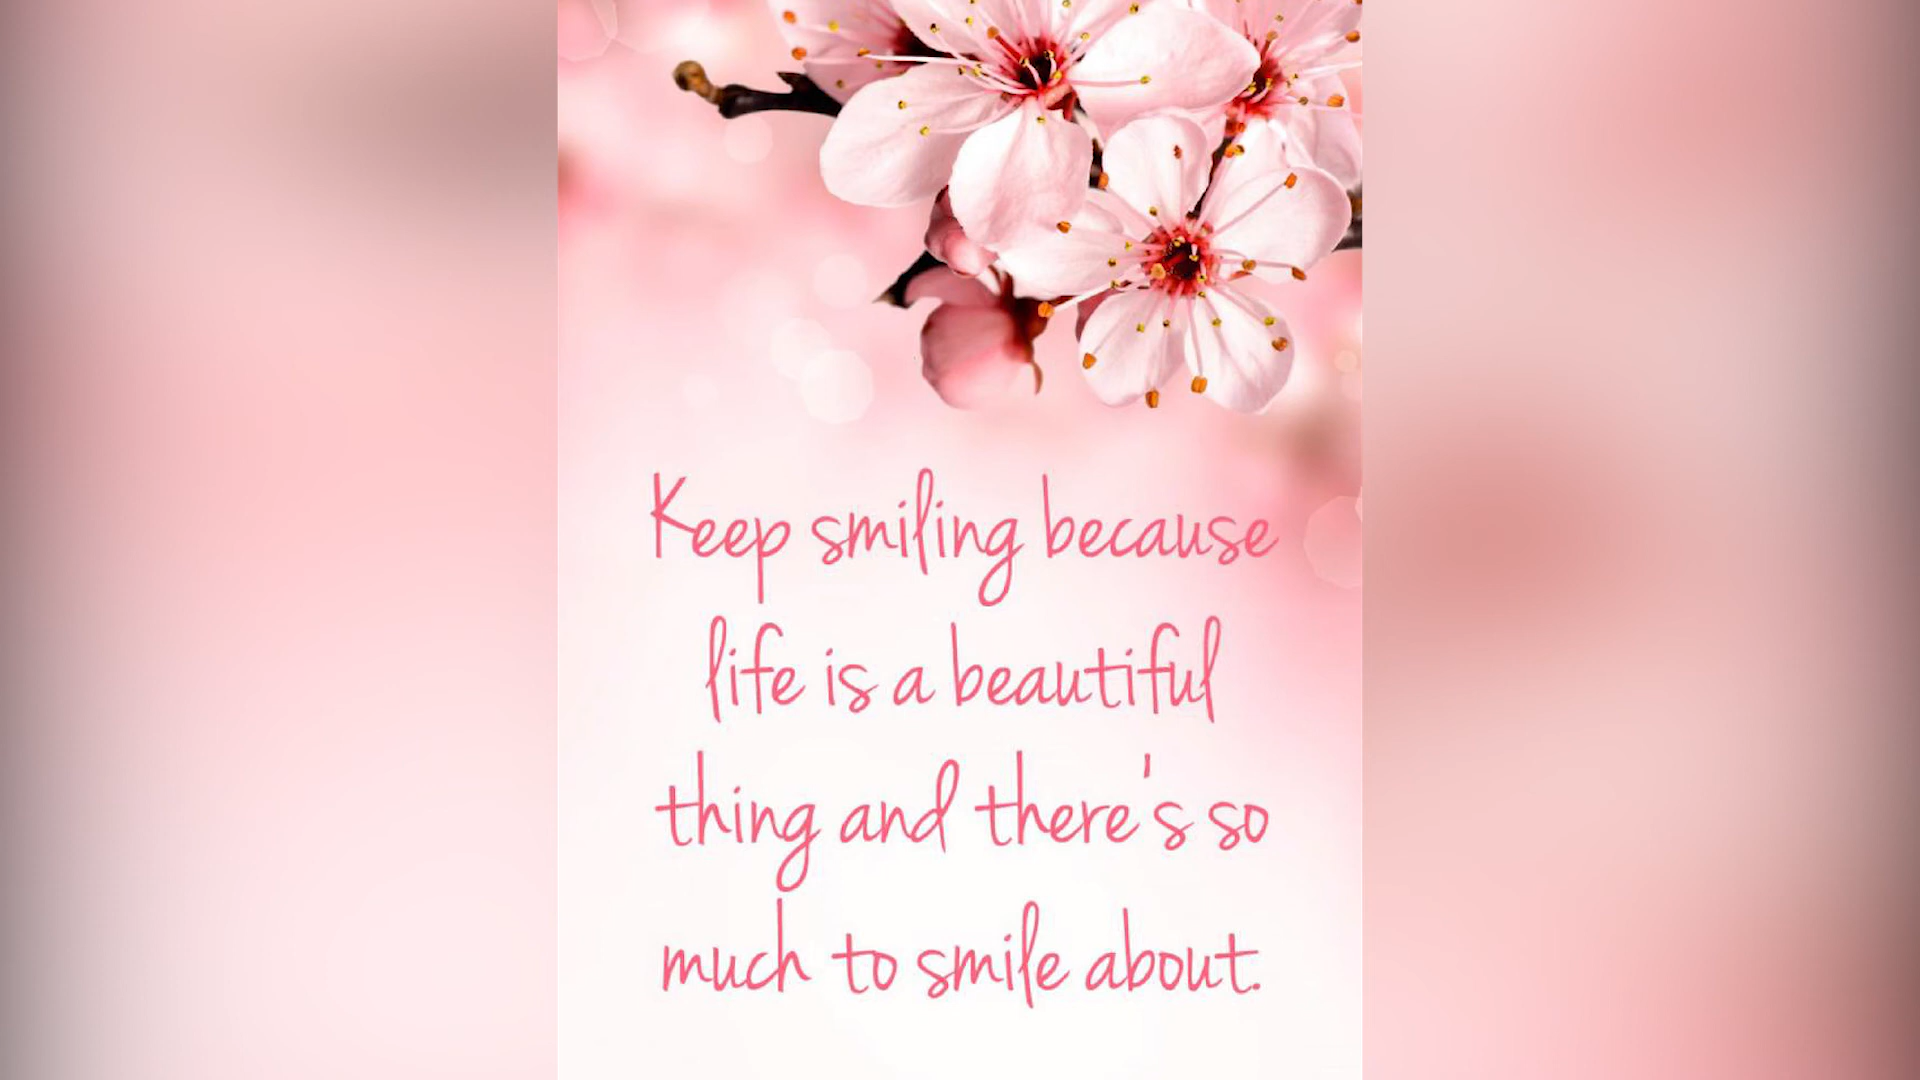 Keep smiling because
life is a beautiful
thing and there's so
much to smile about.